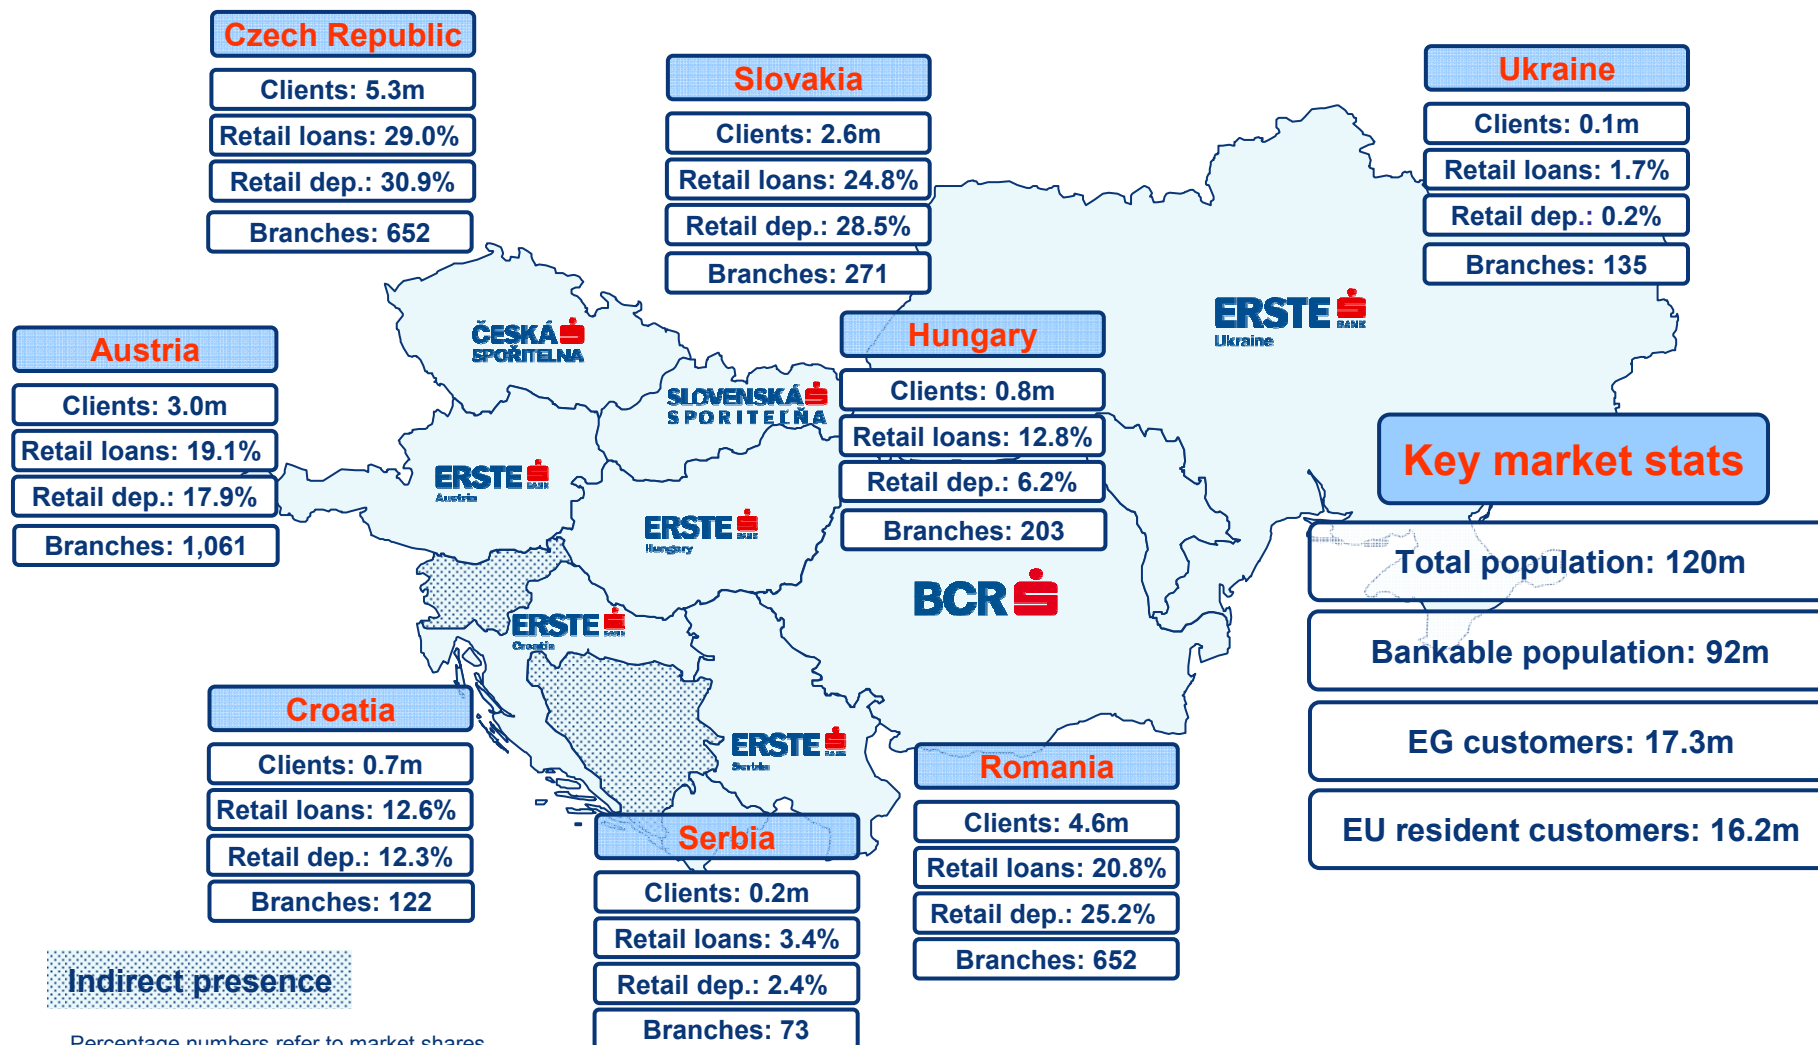 Czech Republic
Clients: 5.3m
Retail loans: 29.0%
Retail dep.: 30.9%
Branches: 652
Slovakia
Clients: 2.6m
Retail loans: 24.8%
Retail dep.: 28.5%
Branches: 271
Ukraine
Clients: 0.1m
Retail loans: 1.7%
Retail dep.: 0.2%
Branches: 135
ČESKÁ
SPOŘITELNA
SLOVENSKÁ
SPORITEĽŇA
ERSTE BANK
Ukraine
Austria
Clients: 3.0m
Retail loans: 19.1%
Retail dep.: 17.9%
Branches: 1,061
ERSTE BANK
Austria
Hungary
Clients: 0.8m
Retail loans: 12.8%
Retail dep.: 6.2%
Branches: 203
ERSTE BANK
Hungary
BCR
Key market stats
Total population: 120m
Bankable population: 92m
EG customers: 17.3m
EU resident customers: 16.2m
ERSTE BANK
Croatia
Croatia
Clients: 0.7m
Retail loans: 12.6%
Retail dep.: 12.3%
Branches: 122
ERSTE BANK
Serbia
Serbia
Clients: 0.2m
Retail loans: 3.4%
Retail dep.: 2.4%
Branches: 73
Romania
Clients: 4.6m
Retail loans: 20.8%
Retail dep.: 25.2%
Branches: 652
Indirect presence
Percentage numbers refer to market shares